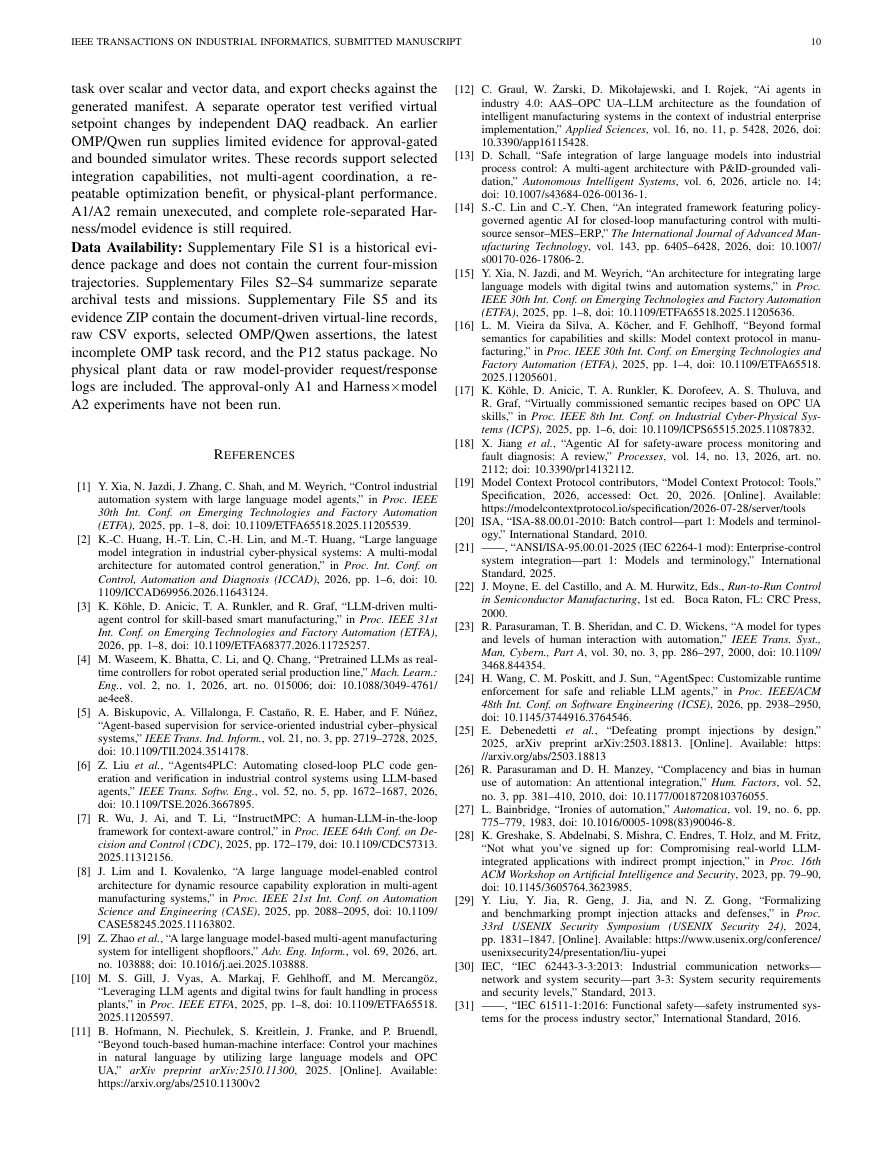 IEEE TRANSACTIONS ON INDUSTRIAL INFORMATICS, SUBMITTED MANUSCRIPT 10
task over scalar and vector data, and export checks against the
generated manifest. A separate operator test verified virtual
setpoint changes by independent DAQ readback. An earlier
OMP/Qwen run supplies limited evidence for approval-gated
and bounded simulator writes. These records support selected
integration capabilities, not multi-agent coordination, a re-
peatable optimization benefit, or physical-plant performance.
A1/A2 remain unexecuted, and complete role-separated Har-
ness/model evidence is still required.
Data Availability: Supplementary File S1 is a historical evi-
dence package and does not contain the current four-mission
trajectories. Supplementary Files S2–S4 summarize separate
archival tests and missions. Supplementary File S5 and its
evidence ZIP contain the document-driven virtual-line records,
raw CSV exports, selected OMP/Qwen assertions, the latest
incomplete OMP task record, and the P12 status package. No
physical plant data or raw model-provider request/response
logs are included. The approval-only A1 and Harness×model
A2 experiments have not been run.
REFERENCES
[1] Y. Xia, N. Jazdi, J. Zhang, C. Shah, and M. Weyrich, “Control industrial
automation system with large language model agents,” in Proc. IEEE
30th Int. Conf. on Emerging Technologies and Factory Automation
(ETFA), 2025, pp. 1–8, doi: 10.1109/ETFA65518.2025.11205539.
[2] K.-C. Huang, H.-T. Lin, C.-H. Lin, and M.-T. Huang, “Large language
model integration in industrial cyber-physical systems: A multi-modal
architecture for automated control generation,” in Proc. Int. Conf. on
Control, Automation and Diagnosis (ICCAD), 2026, pp. 1–6, doi: 10.
1109/ICCAD69956.2026.11643124.
[3] K. Köhle, D. Anicic, T. A. Runkler, and R. Graf, “LLM-driven multi-
agent control for skill-based smart manufacturing,” in Proc. IEEE 31st
Int. Conf. on Emerging Technologies and Factory Automation (ETFA),
2026, pp. 1–8, doi: 10.1109/ETFA68377.2026.11725257.
[4] M. Waseem, K. Bhatta, C. Li, and Q. Chang, “Pretrained LLMs as real-
time controllers for robot operated serial production line,” Mach. Learn.:
Eng., vol. 2, no. 1, 2026, art. no. 015006; doi: 10.1088/3049-4761/
ae4ee8.
[5] A. Biskupovic, A. Villalonga, F. Castaño, R. E. Haber, and F. Núñez,
“Agent-based supervision for service-oriented industrial cyber–physical
systems,” IEEE Trans. Ind. Inform., vol. 21, no. 3, pp. 2719–2728, 2025,
doi: 10.1109/TII.2024.3514178.
[6] Z. Liu et al., “Agents4PLC: Automating closed-loop PLC code gen-
eration and verification in industrial control systems using LLM-based
agents,” IEEE Trans. Softw. Eng., vol. 52, no. 5, pp. 1672–1687, 2026,
doi: 10.1109/TSE.2026.3667895.
[7] R. Wu, J. Ai, and T. Li, “InstructMPC: A human-LLM-in-the-loop
framework for context-aware control,” in Proc. IEEE 64th Conf. on De-
cision and Control (CDC), 2025, pp. 172–179, doi: 10.1109/CDC57313.
2025.11312156.
[8] J. Lim and I. Kovalenko, “A large language model-enabled control
architecture for dynamic resource capability exploration in multi-agent
manufacturing systems,” in Proc. IEEE 21st Int. Conf. on Automation
Science and Engineering (CASE), 2025, pp. 2088–2095, doi: 10.1109/
CASE58245.2025.11163802.
[9] Z. Zhao et al., “A large language model-based multi-agent manufacturing
system for intelligent shopfloors,” Adv. Eng. Inform., vol. 69, 2026, art.
no. 103888; doi: 10.1016/j.aei.2025.103888.
[10] M. S. Gill, J. Vyas, A. Markaj, F. Gehlhoff, and M. Mercangöz,
“Leveraging LLM agents and digital twins for fault handling in process
plants,” in Proc. IEEE ETFA, 2025, pp. 1–8, doi: 10.1109/ETFA65518.
2025.11205597.
[11] B. Hofmann, N. Piechulek, S. Kreitlein, J. Franke, and P. Bruendl,
“Beyond touch-based human-machine interface: Control your machines
in natural language by utilizing large language models and OPC
UA,” arXiv preprint arXiv:2510.11300, 2025. [Online]. Available:
https://arxiv.org/abs/2510.11300v2
[12] C. Graul, W. Żarski, D. Mikołajewski, and I. Rojek, “Ai agents in
industry 4.0: AAS–OPC UA–LLM architecture as the foundation of
intelligent manufacturing systems in the context of industrial enterprise
implementation,” Applied Sciences, vol. 16, no. 11, p. 5428, 2026, doi:
10.3390/app16115428.
[13] D. Schall, “Safe integration of large language models into industrial
process control: A multi-agent architecture with P&ID-grounded vali-
dation,” Autonomous Intelligent Systems, vol. 6, 2026, article no. 14;
doi: 10.1007/s43684-026-00136-1.
[14] S.-C. Lin and C.-Y. Chen, “An integrated framework featuring policy-
governed agentic AI for closed-loop manufacturing control with multi-
source sensor–MES–ERP,” The International Journal of Advanced Man-
ufacturing Technology, vol. 143, pp. 6405–6428, 2026, doi: 10.1007/
s00170-026-17806-2.
[15] Y. Xia, N. Jazdi, and M. Weyrich, “An architecture for integrating large
language models with digital twins and automation systems,” in Proc.
IEEE 30th Int. Conf. on Emerging Technologies and Factory Automation
(ETFA), 2025, pp. 1–8, doi: 10.1109/ETFA65518.2025.11205636.
[16] L. M. Vieira da Silva, A. Köcher, and F. Gehlhoff, “Beyond formal
semantics for capabilities and skills: Model context protocol in manu-
facturing,” in Proc. IEEE 30th Int. Conf. on Emerging Technologies and
Factory Automation (ETFA), 2025, pp. 1–4, doi: 10.1109/ETFA65518.
2025.11205601.
[17] K. Köhle, D. Anicic, T. A. Runkler, K. Dorofeev, A. S. Thuluva, and
R. Graf, “Virtually commissioned semantic recipes based on OPC UA
skills,” in Proc. IEEE 8th Int. Conf. on Industrial Cyber-Physical Sys-
tems (ICPS), 2025, pp. 1–6, doi: 10.1109/ICPS65515.2025.11087832.
[18] X. Jiang et al., “Agentic AI for safety-aware process monitoring and
fault diagnosis: A review,” Processes, vol. 14, no. 13, 2026, art. no.
2112; doi: 10.3390/pr14132112.
[19] Model Context Protocol contributors, “Model Context Protocol: Tools,”
Specification, 2026, accessed: Oct. 20, 2026. [Online]. Available:
https://modelcontextprotocol.io/specification/2026-07-28/server/tools
[20] ISA, “ISA-88.00.01-2010: Batch control—part 1: Models and terminol-
ogy,” International Standard, 2010.
[21] ——, “ANSI/ISA-95.00.01-2025 (IEC 62264-1 mod): Enterprise-control
system integration—part 1: Models and terminology,” International
Standard, 2025.
[22] J. Moyne, E. del Castillo, and A. M. Hurwitz, Eds., Run-to-Run Control
in Semiconductor Manufacturing, 1st ed. Boca Raton, FL: CRC Press,
2000.
[23] R. Parasuraman, T. B. Sheridan, and C. D. Wickens, “A model for types
and levels of human interaction with automation,” IEEE Trans. Syst.,
Man, Cybern., Part A, vol. 30, no. 3, pp. 286–297, 2000, doi: 10.1109/
3468.844354.
[24] H. Wang, C. M. Poskitt, and J. Sun, “AgentSpec: Customizable runtime
enforcement for safe and reliable LLM agents,” in Proc. IEEE/ACM
48th Int. Conf. on Software Engineering (ICSE), 2026, pp. 2938–2950,
doi: 10.1145/3744916.3764546.
[25] E. Debenedetti et al., “Defeating prompt injections by design,”
2025, arXiv preprint arXiv:2503.18813. [Online]. Available: https:
//arxiv.org/abs/2503.18813
[26] R. Parasuraman and D. H. Manzey, “Complacency and bias in human
use of automation: An attentional integration,” Hum. Factors, vol. 52,
no. 3, pp. 381–410, 2010, doi: 10.1177/0018720810376055.
[27] L. Bainbridge, “Ironies of automation,” Automatica, vol. 19, no. 6, pp.
775–779, 1983, doi: 10.1016/0005-1098(83)90046-8.
[28] K. Greshake, S. Abdelnabi, S. Mishra, C. Endres, T. Holz, and M. Fritz,
“Not what you’ve signed up for: Compromising real-world LLM-
integrated applications with indirect prompt injection,” in Proc. 16th
ACM Workshop on Artificial Intelligence and Security, 2023, pp. 79–90,
doi: 10.1145/3605764.3623985.
[29] Y. Liu, Y. Jia, R. Geng, J. Jia, and N. Z. Gong, “Formalizing
and benchmarking prompt injection attacks and defenses,” in Proc.
33rd USENIX Security Symposium (USENIX Security 24), 2024,
pp. 1831–1847. [Online]. Available: https://www.usenix.org/conference/
usenixsecurity24/presentation/liu-yupei
[30] IEC, “IEC 62443-3-3:2013: Industrial communication networks—
network and system security—part 3-3: System security requirements
and security levels,” Standard, 2013.
[31] ——, “IEC 61511-1:2016: Functional safety—safety instrumented sys-
tems for the process industry sector,” International Standard, 2016.